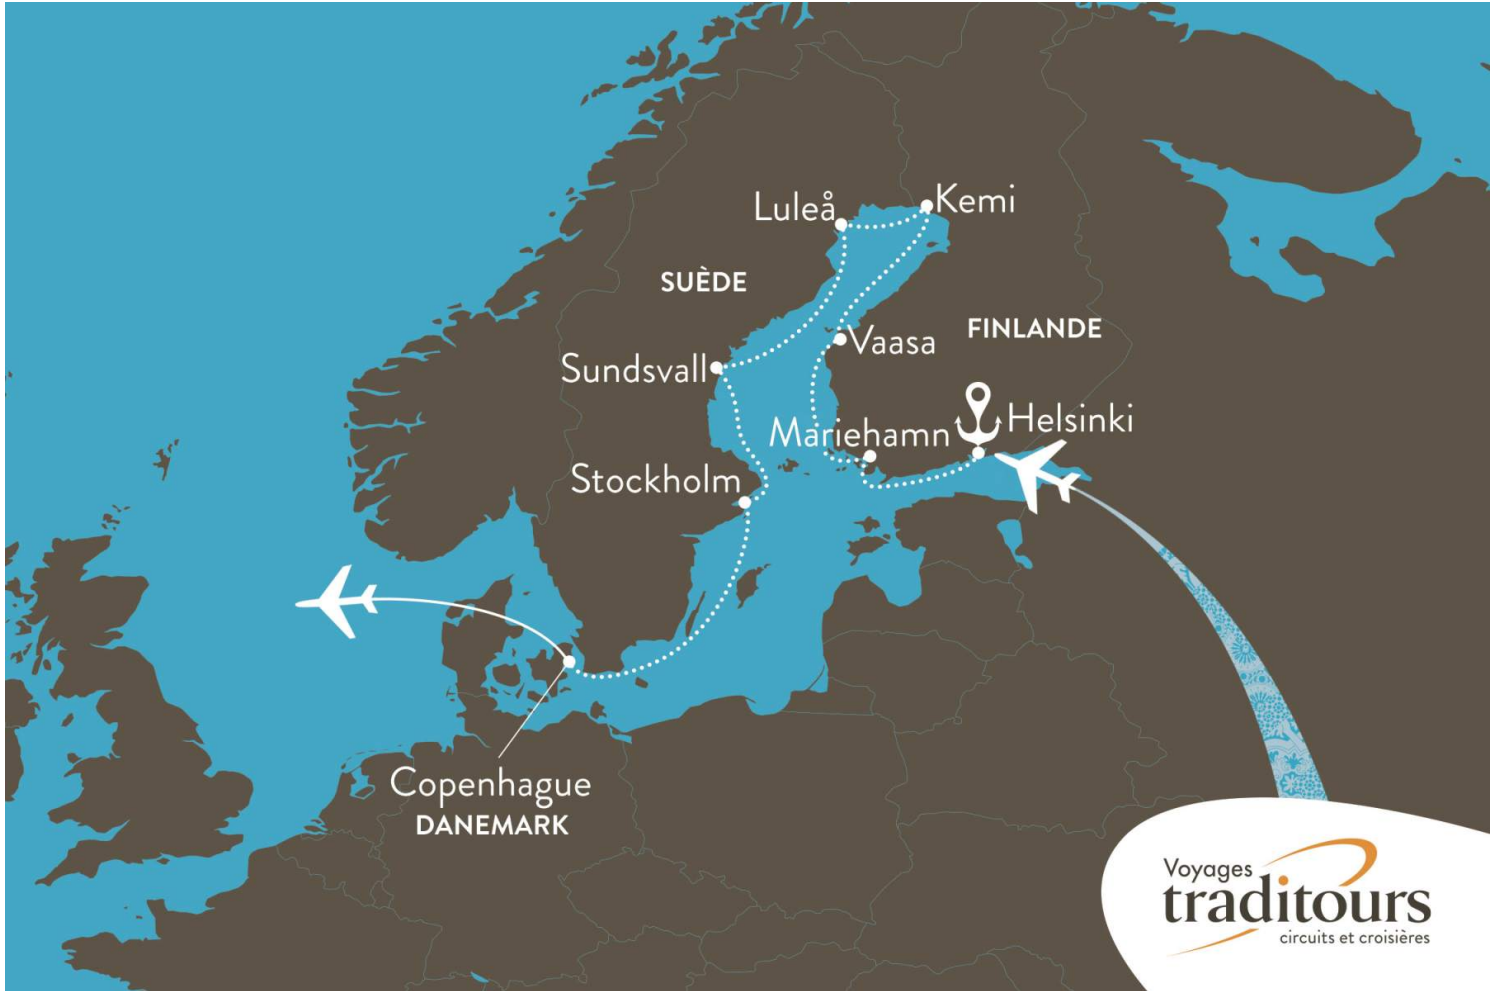 Luleå
Kemi
SUÈDE
FINLANDE
Vaasa
Sundsvall
Helsinki
Mariehamn
Stockholm
Copenhague
DANEMARK
Voyages
traditours
circuits et croisières